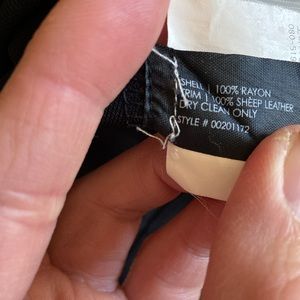 SHELL | 100% RAYON
TRIM | 100% SHEEP LEATHER
DRY CLEAN ONLY
STYLE # 00201172